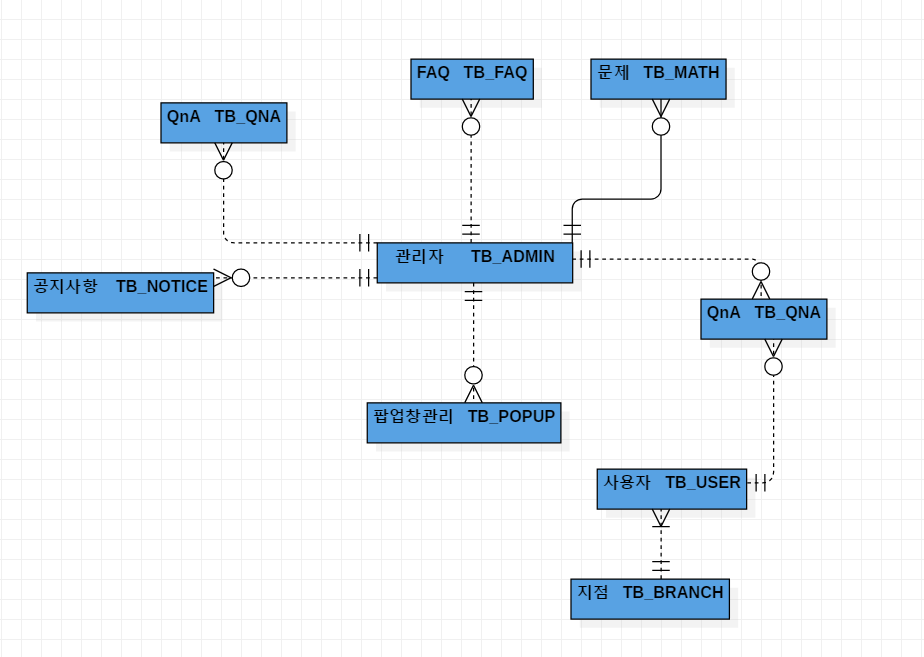 FAQ TB_FAQ
문제 TB_MATH
QnA TB_QNA
관리자 TB_ADMIN
공지사항 TB_NOTICE
QnA TB_QNA
팝업창관리 TB_POPUP
사용자 TB_USER
지점 TB_BRANCH